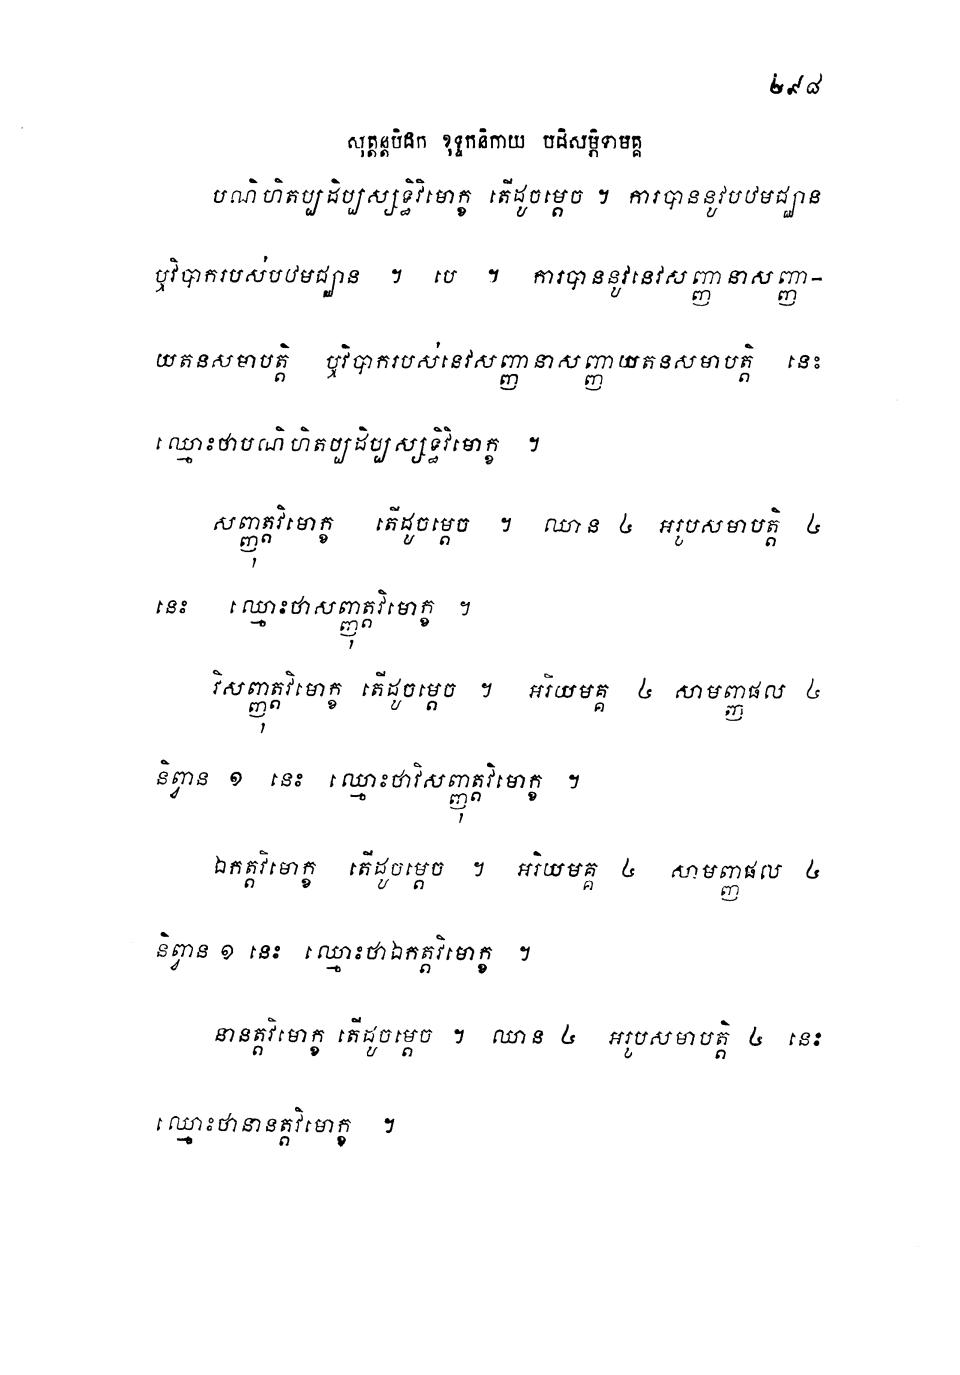 ២៩៨
សុត្តន្តបិដក ខុទ្ទកនិកាយ បដិសម្ភិទាមគ្គ
បណិហិតប្បដិប្បស្សទ្ធិវិមោក្ខ តើដូចម្តេច ។ ការបាននូវបឋមជ្ឈាន
ឬវិបាករបស់បឋមជ្ឈាន ។ បេ ។ ការបាននូវនេវសញ្ញានាសញ្ញា-
យតនសមាបត្តិ ឬវិបាករបស់នេវសញ្ញានាសញ្ញាយតនសមាបត្តិ នេះ
ឈ្មោះថាបណិហិតប្បដិប្បស្សទ្ធិវិមោក្ខ ។
សញ្ញុត្តវិមោក្ខ តើដូចម្តេច ។ ឈាន ៤ អរូបសមាបត្តិ ៤
នេះ ឈ្មោះថាសញ្ញុត្តវិមោក្ខ ។
វិសញ្ញុត្តវិមោក្ខ តើដូចម្តេច ។ អរិយមគ្គ ៤ សាមញ្ញផល ៤
និព្វាន ១ នេះ ឈ្មោះថាវិសញ្ញុត្តវិមោក្ខ ។
ឯកត្តវិមោក្ខ តើដូចម្តេច ។ អរិយមគ្គ ៤ សាមញ្ញផល ៤
និព្វាន ១ នេះ ឈ្មោះថាឯកត្តវិមោក្ខ ។
នានត្តវិមោក្ខ តើដូចម្តេច ។ ឈាន ៤ អរូបសមាបត្តិ ៤ នេះ
ឈ្មោះថានានត្តវិមោក្ខ ។